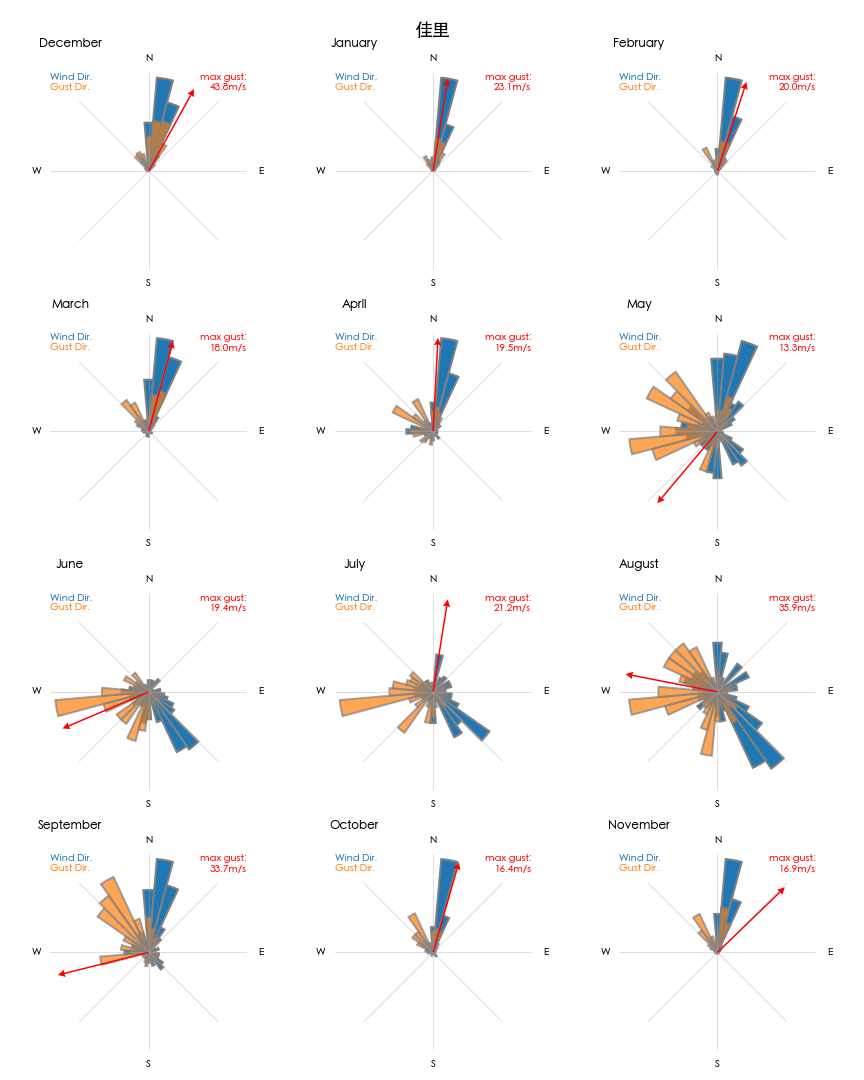 佳里
December
N
Wind Dir.
Gust Dir.
max gust:
43.8m/s
W
E
S
January
N
Wind Dir.
Gust Dir.
max gust:
23.1m/s
W
E
S
February
N
Wind Dir.
Gust Dir.
max gust:
20.0m/s
W
E
S
March
N
Wind Dir.
Gust Dir.
max gust:
18.0m/s
W
E
S
April
N
Wind Dir.
Gust Dir.
max gust:
19.5m/s
W
E
S
May
N
Wind Dir.
Gust Dir.
max gust:
13.3m/s
W
E
S
June
N
Wind Dir.
Gust Dir.
max gust:
19.4m/s
W
E
S
July
N
Wind Dir.
Gust Dir.
max gust:
21.2m/s
W
E
S
August
N
Wind Dir.
Gust Dir.
max gust:
35.9m/s
W
E
S
September
N
Wind Dir.
Gust Dir.
max gust:
33.7m/s
W
E
S
October
N
Wind Dir.
Gust Dir.
max gust:
16.4m/s
W
E
S
November
N
Wind Dir.
Gust Dir.
max gust:
16.9m/s
W
E
S